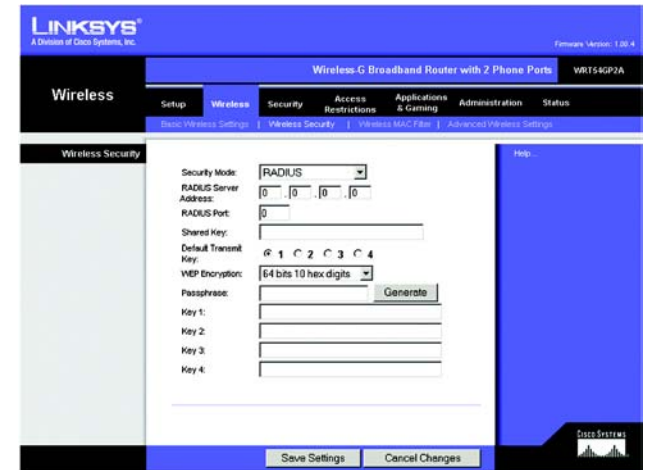 LINKSYS®
A Division of Cisco Systems, Inc.
Firmware Version: 1.00.4
Wireless-G Broadband Router with 2 Phone Ports WRT54GP2A
Wireless
Setup Wireless Security Access Restrictions Applications & Gaming Administration Status
Basic Wireless Settings | Wireless Security | Wireless MAC Filter | Advanced Wireless Settings
Wireless Security
Help...
Security Mode: RADIUS
RADIUS Server Address: 0 . 0 . 0 . 0
RADIUS Port: 0
Shared Key:
Default Transmit Key: 1 2 3 4
WEP Encryption: 64 bits 10 hex digits
Passphrase: Generate
Key 1:
Key 2:
Key 3:
Key 4:
CISCO SYSTEMS
Save Settings Cancel Changes